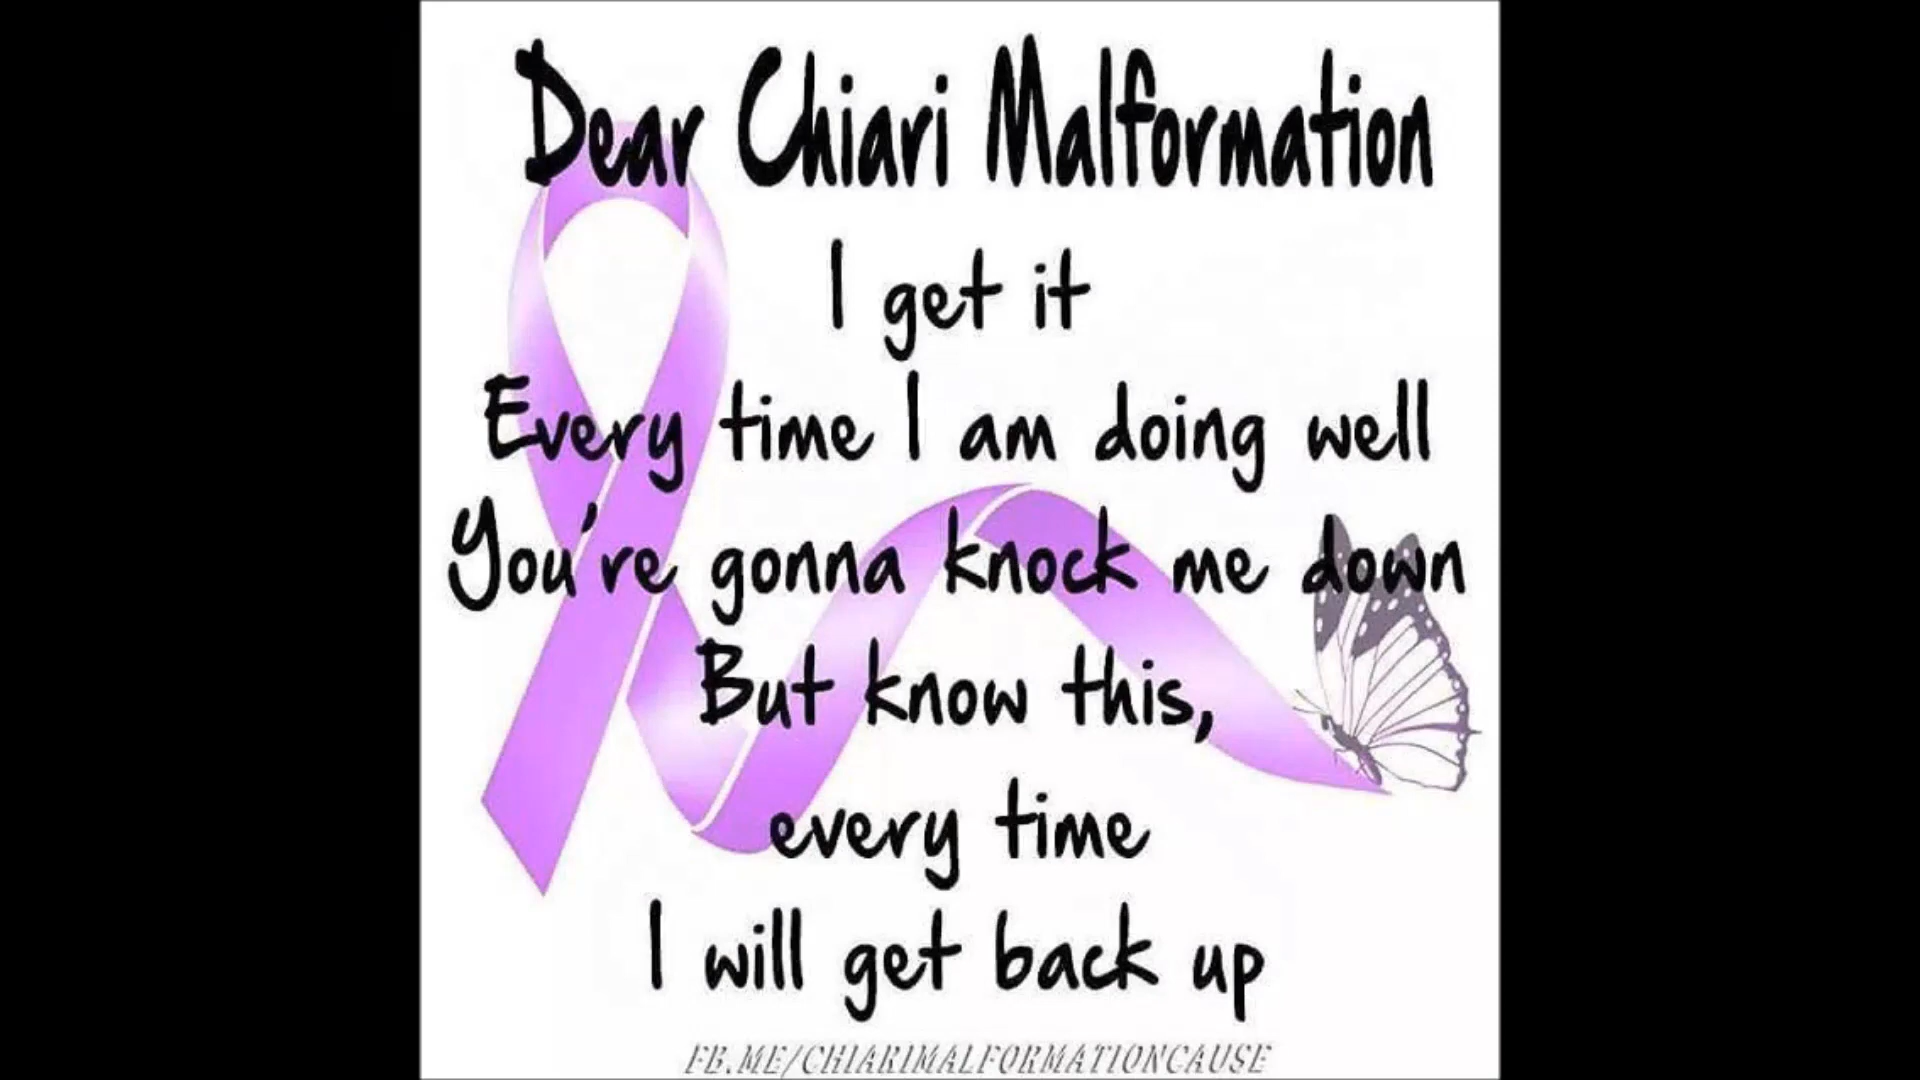 Dear Chiari Malformation
I get it
Every time I am doing well
You're gonna knock me down
But know this,
every time
I will get back up
FB.ME/CHIARIMALFORMATIONCAUSE